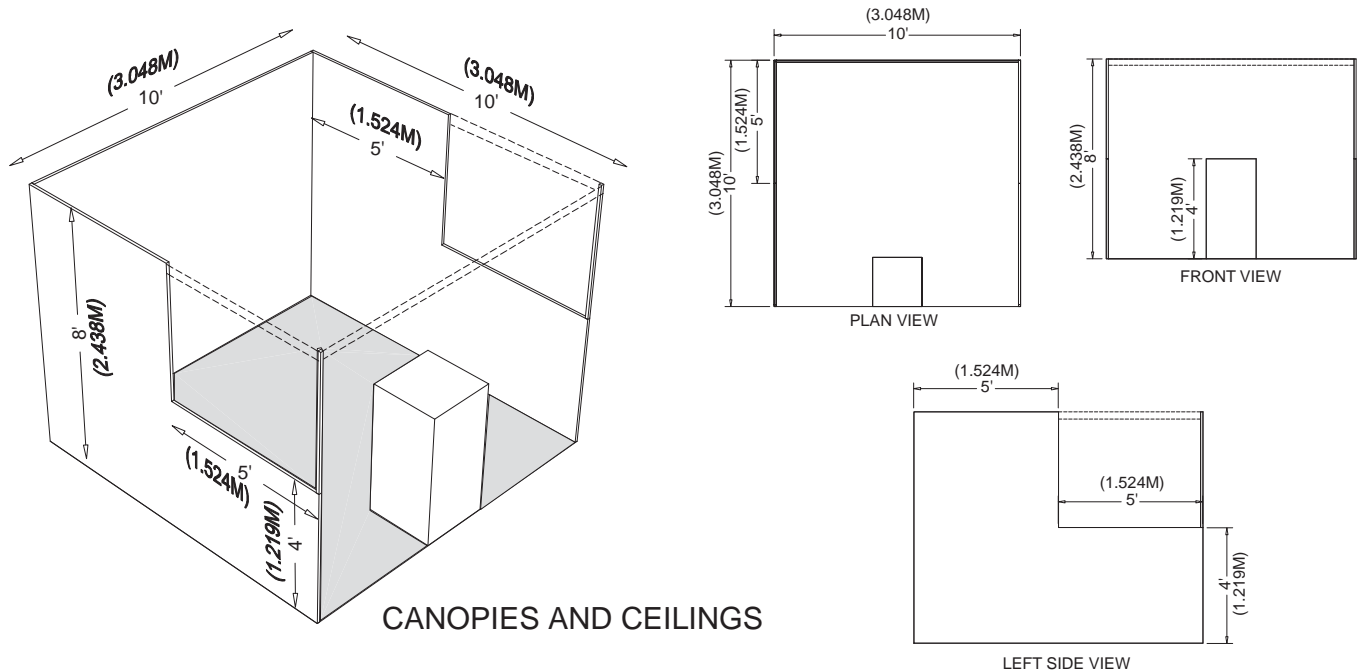 (3.048M)
10'
(3.048M)
10'
(1.524M)
5'
8'
(2.438M)
5'
(1.524M)
4'
(1.219M)
CANOPIES AND CEILINGS
(3.048M)
10'
(1.524M)
5'
(3.048M)
10'
PLAN VIEW
(2.438M)
8'
(1.219M)
4'
FRONT VIEW
(1.524M)
5'
(1.524M)
5'
4'
(1.219M)
LEFT SIDE VIEW